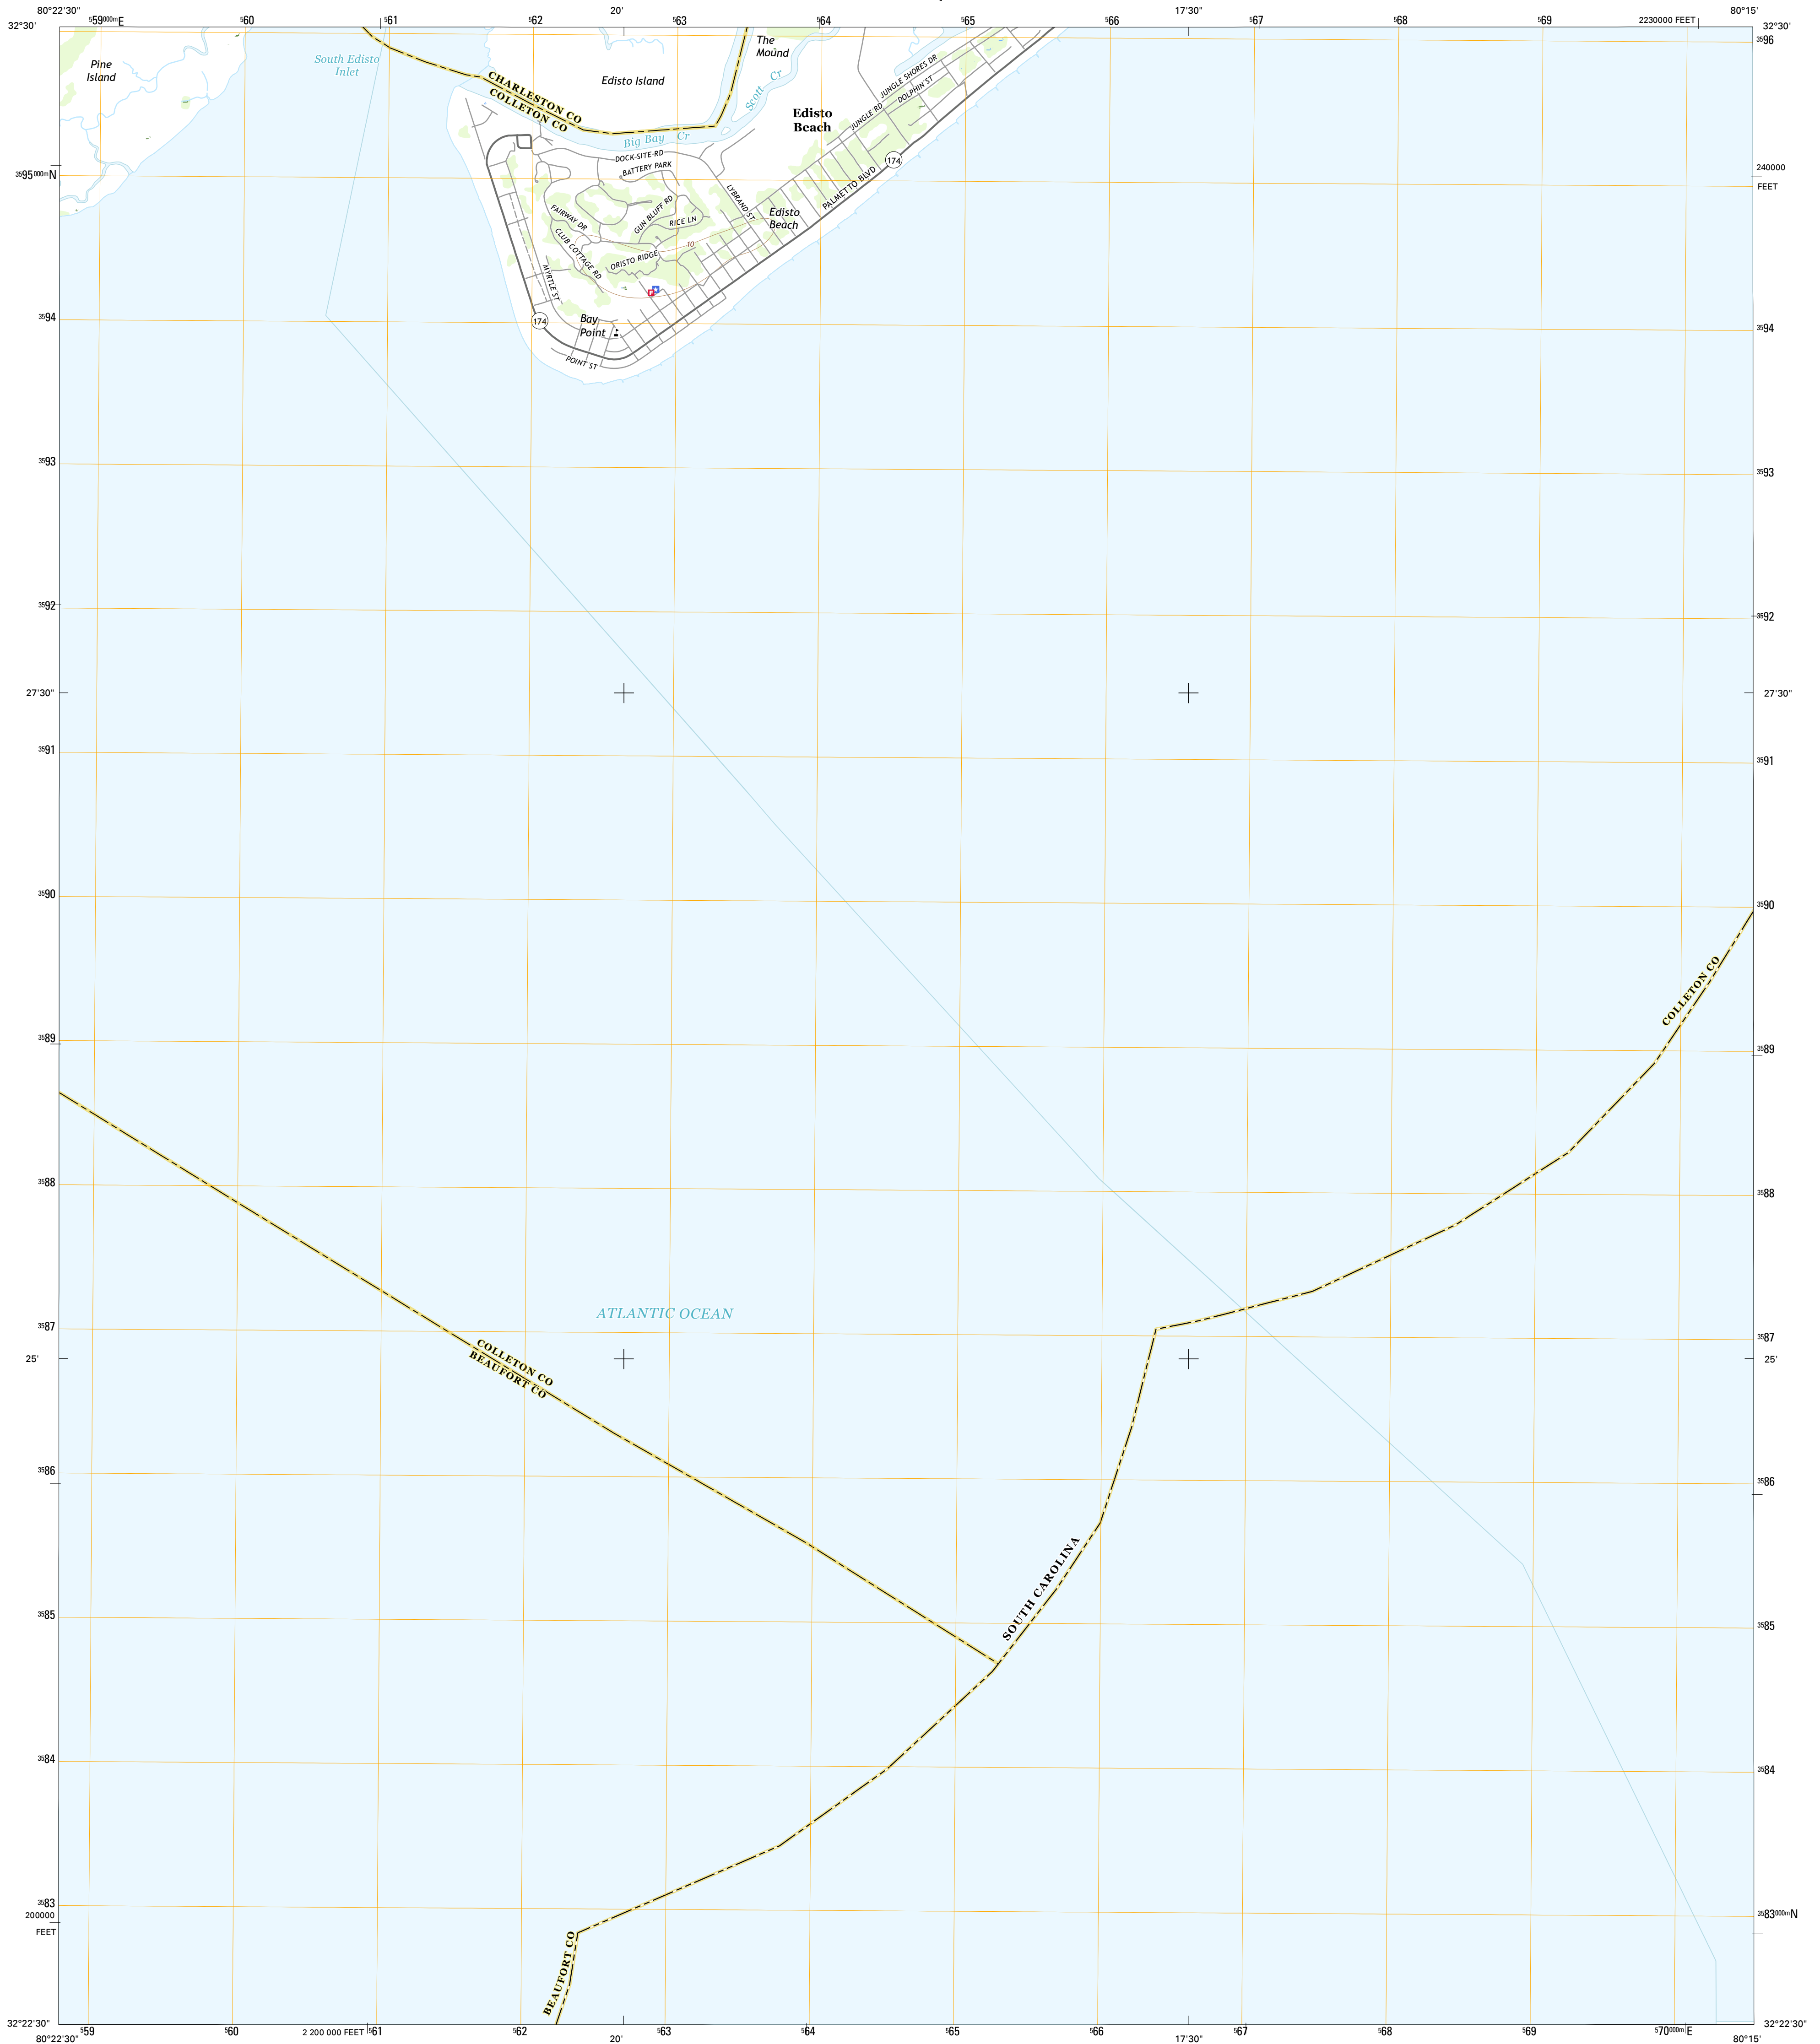 80°22'30"
559000mE
560
561
562
20'
563
564
565
566
17'30"
567
568
569
2230000 FEET
80°15'
32°30'
32°30'
3596
Pine
Island
South Edisto
Inlet
CHARLESTON CO
COLLETON CO
Edisto Island
The
Mound
Scott Cr
Big Bay Cr
Edisto
Beach
JUNGLE SHORES DR
DOLPHIN ST
JUNGLE RD
174
PALMETTO BLVD
DOCK-SITE RD
BATTERY PARK
LYBRAND ST
3595000mN
240000
FEET
FAIRWAY DR
GUN BLUFF RD
RICE LN
Edisto
Beach
CLUB COTTAGE RD
10
ORISTO RIDGE
MYRTLE ST
F
3594
174
Bay
Point
POINT ST
3594
3593
3593
3592
3592
27'30"
27'30"
3591
3591
3590
3590
COLLETON CO
3589
3589
3588
3588
ATLANTIC OCEAN
3587
3587
COLLETON CO
BEAUFORT CO
25'
25'
3586
3586
SOUTH CAROLINA
3585
3585
3584
3584
3583
200000
FEET
3583000mN
BEAUFORT CO
32°22'30"
32°22'30"
80°22'30"
559
560
2 200 000 FEET
561
562
20'
563
564
565
566
17'30"
567
568
569
570000mE
80°15'